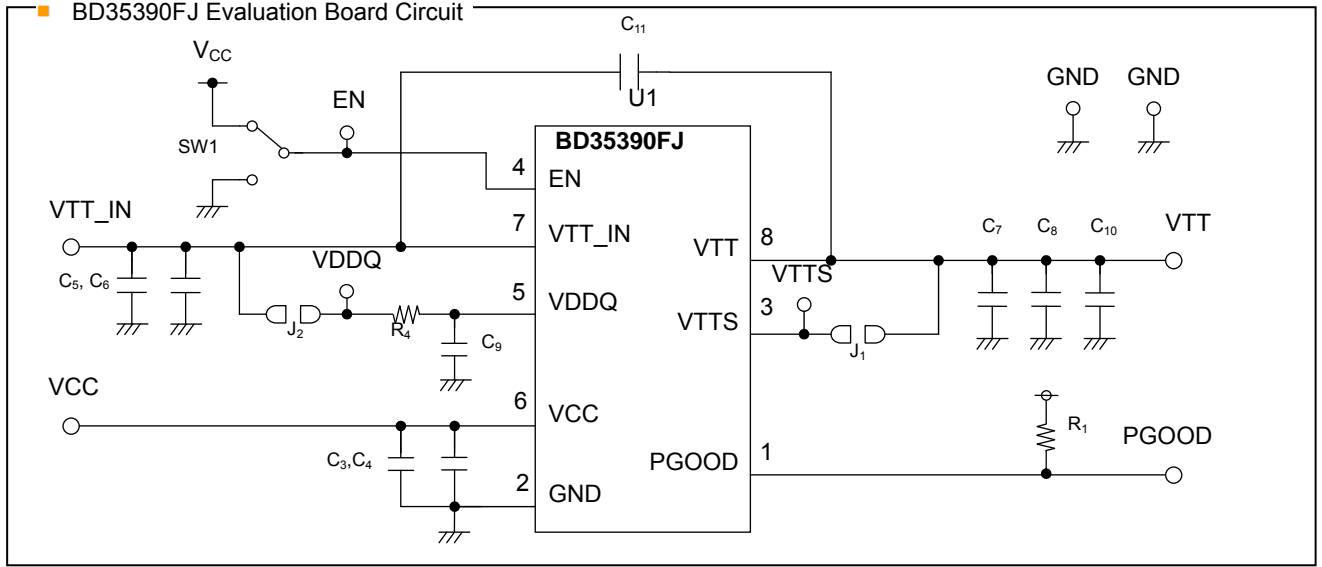 BD35390FJ Evaluation Board Circuit
C₁₁
V_CC
GND GND
EN
U1
BD35390FJ
SW1
4
EN
VTT_IN
7
VTT_IN
C₇ C₈ C₁₀
VTT
VTT
8
VDDQ
VTTS
C₅, C₆
5
VDDQ
3
VTTS
J₂
R₄
C₉
J₁
VCC
6
VCC
R₁
PGOOD
C₃,C₄
PGOOD
1
2
GND